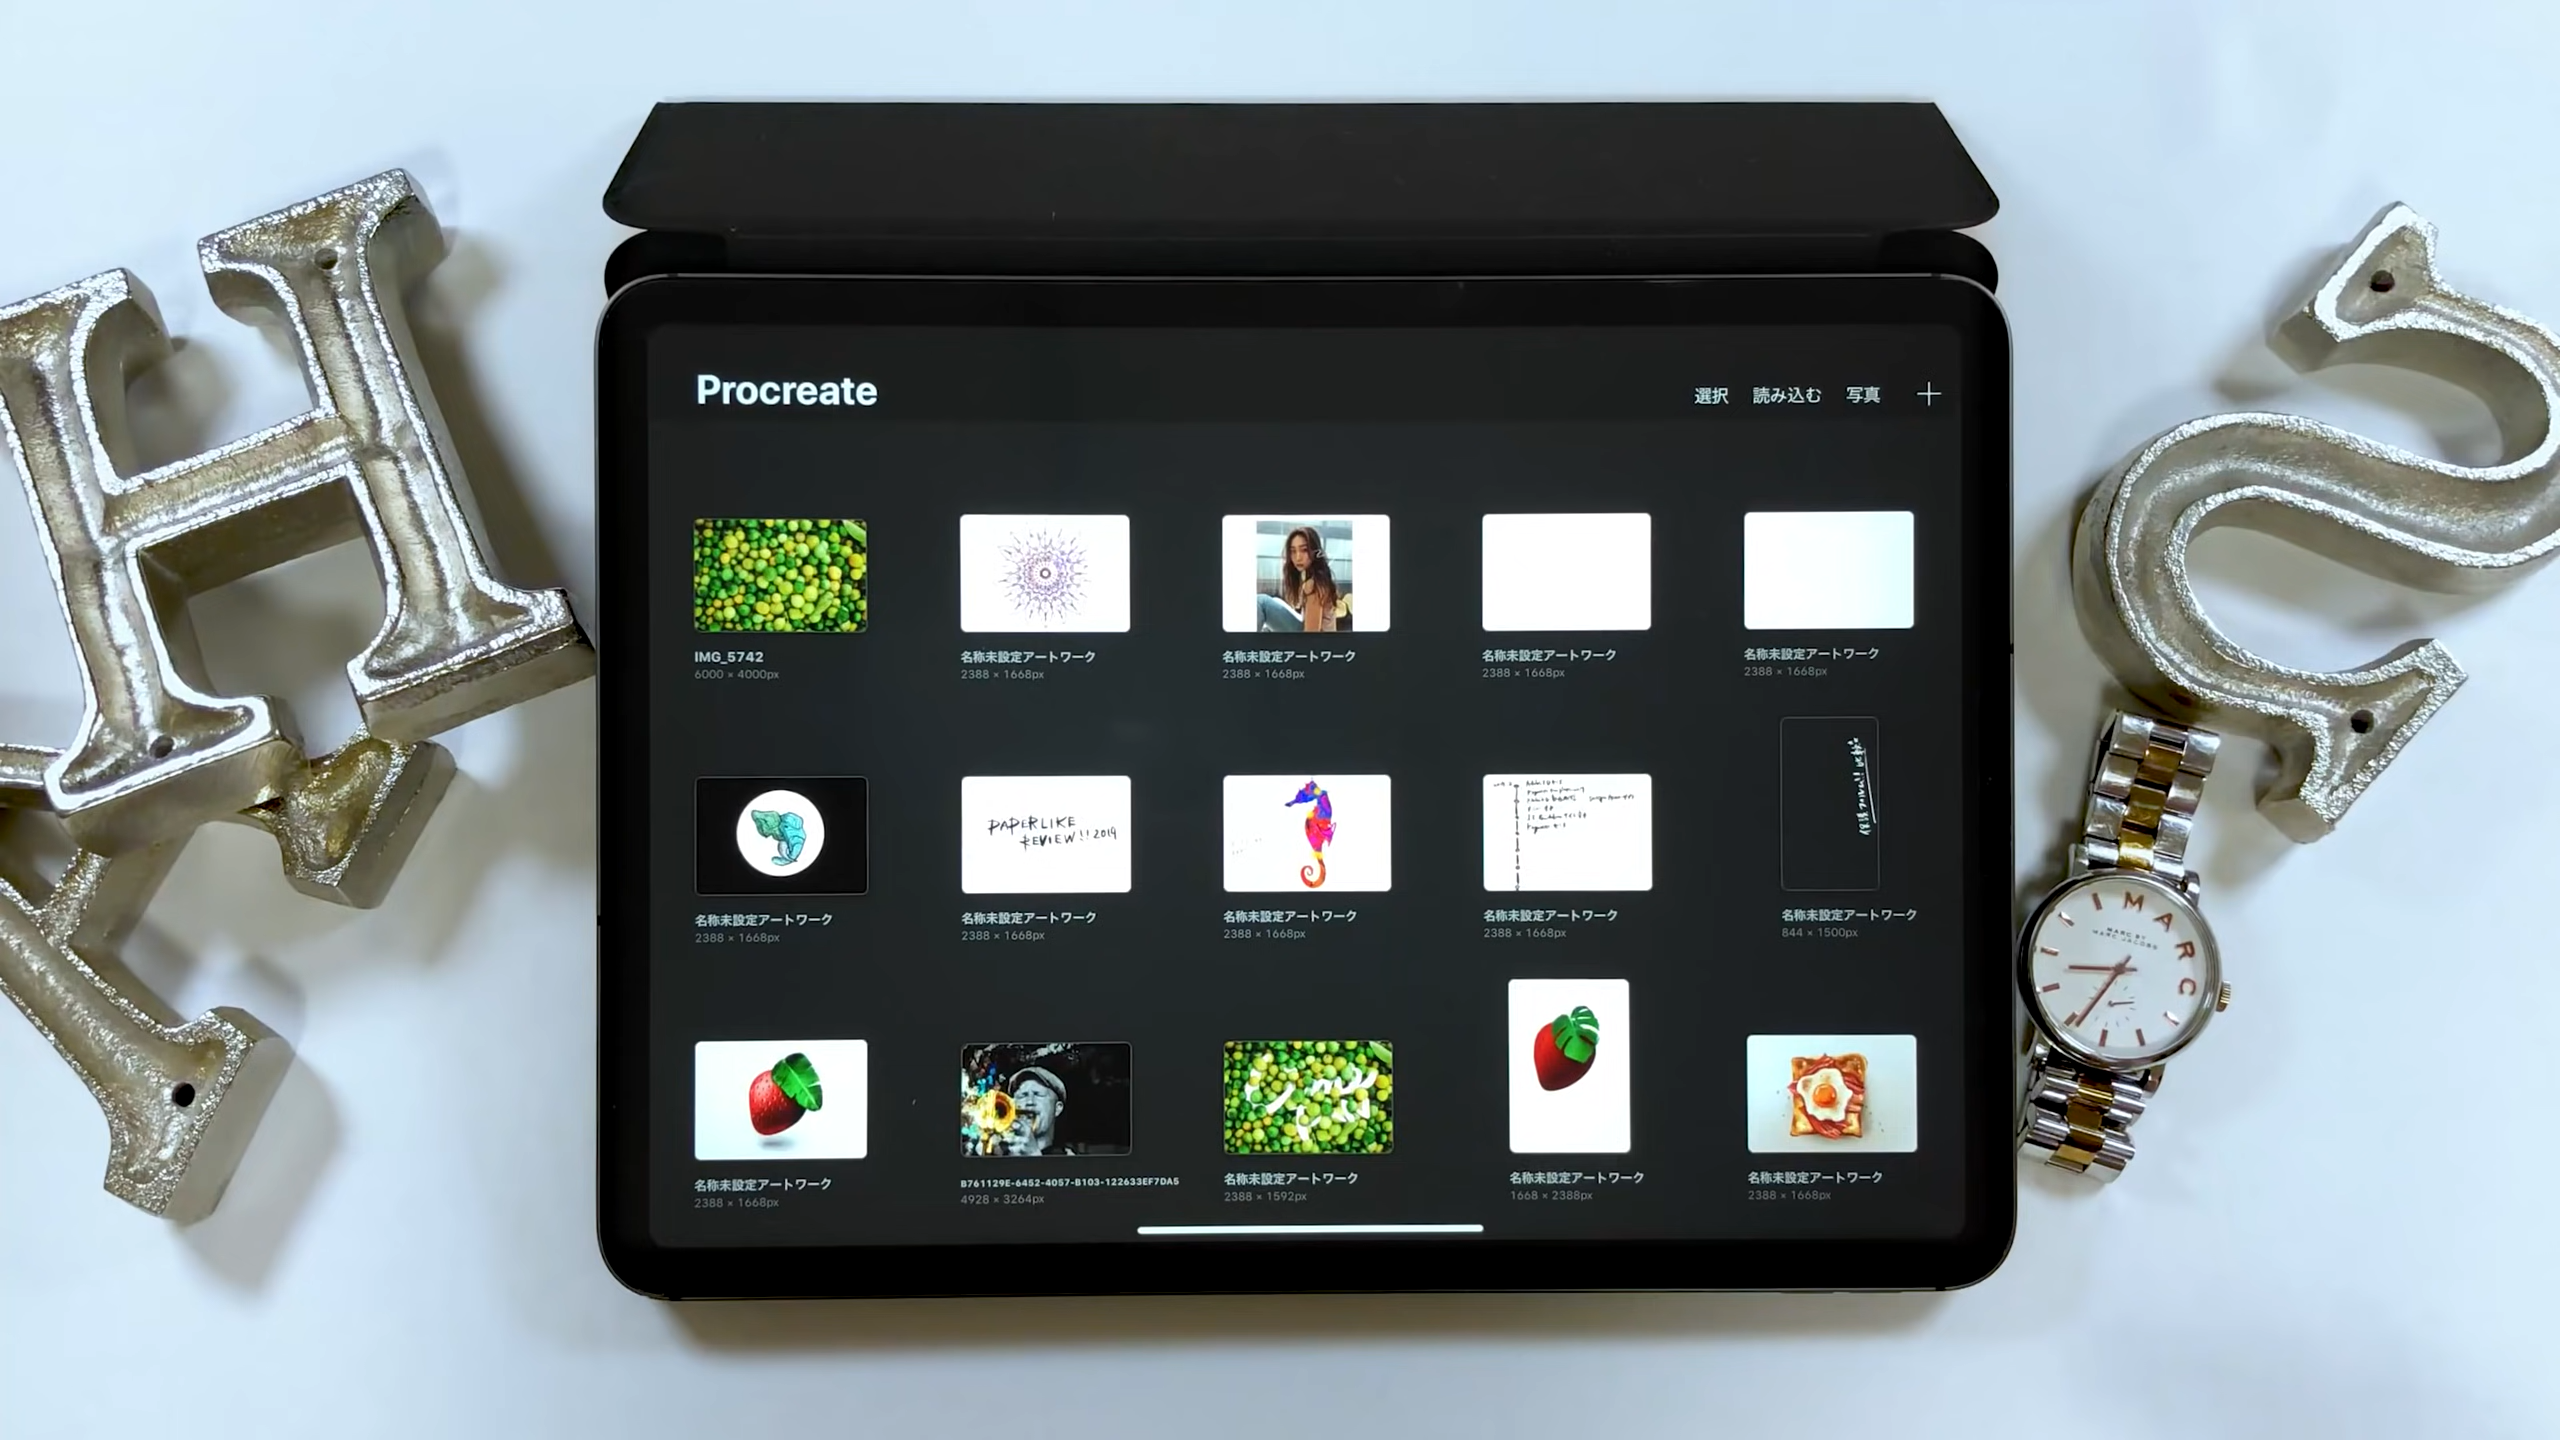 H
S
Procreate
選択 読み込む 写真
IMG_5742
6000 × 4000px
名称未設定アートワーク
2388 × 1668px
名称未設定アートワーク
2388 × 1668px
名称未設定アートワーク
2388 × 1668px
名称未設定アートワーク
2388 × 1668px
PAPERLIKE
REVIEW!! 2019
名称未設定アートワーク
2388 × 1668px
名称未設定アートワーク
2388 × 1668px
名称未設定アートワーク
2388 × 1668px
名称未設定アートワーク
2388 × 1668px
名称未設定アートワーク
844 × 1500px
MARC
MARC BY
MARC JACOBS
名称未設定アートワーク
2388 × 1668px
B761129E-6452-4057-B103-122633EF7DA5
4928 × 3264px
名称未設定アートワーク
2388 × 1592px
名称未設定アートワーク
1668 × 2388px
名称未設定アートワーク
2388 × 1668px